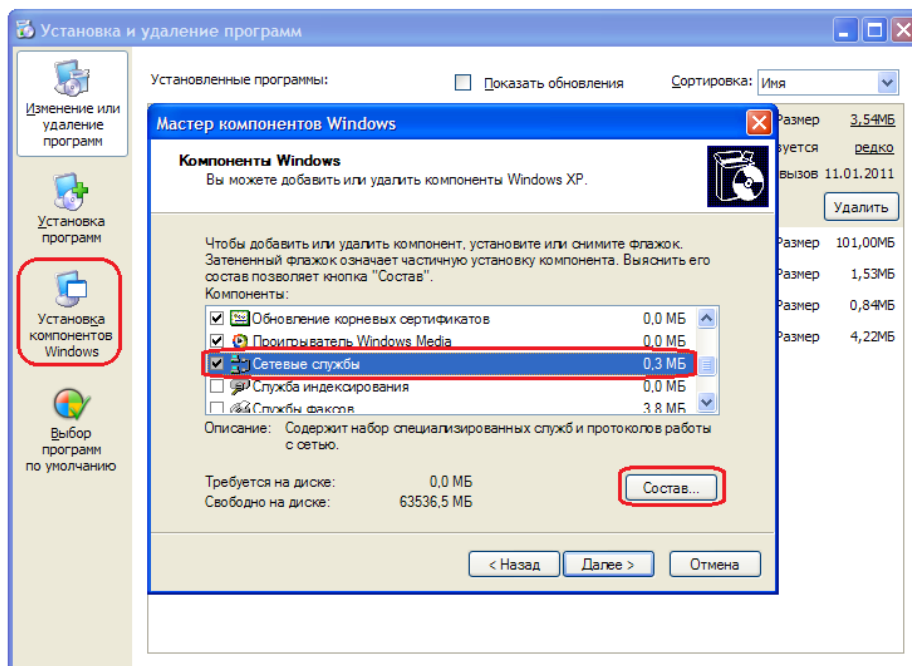 Установка и удаление программ
Изменение или
удаление
программ
Установка
программ
Установка
компонентов
Windows
Выбор
программ
по умолчанию
Установленные программы:
Показать обновления
Сортировка: Имя
Размер 3,54МБ
зуется редко
вызов 11.01.2011
Удалить
Размер 101,00МБ
Размер 1,53МБ
Размер 0,84МБ
Размер 4,22МБ
Мастер компонентов Windows
Компоненты Windows
Вы можете добавить или удалить компоненты Windows XP.
Чтобы добавить или удалить компонент, установите или снимите флажок.
Затененный флажок означает частичную установку компонента. Выяснить его
состав позволяет кнопка "Состав".
Компоненты:
Обновление корневых сертификатов 0,0 МБ
Проигрыватель Windows Media 0,0 МБ
Сетевые службы 0,3 МБ
Служба индексирования 0,0 МБ
Службы факсов 3,8 МБ
Описание: Содержит набор специализированных служб и протоколов работы
с сетью.
Требуется на диске: 0,0 МБ
Свободно на диске: 63536,5 МБ
Состав...
< Назад Далее > Отмена